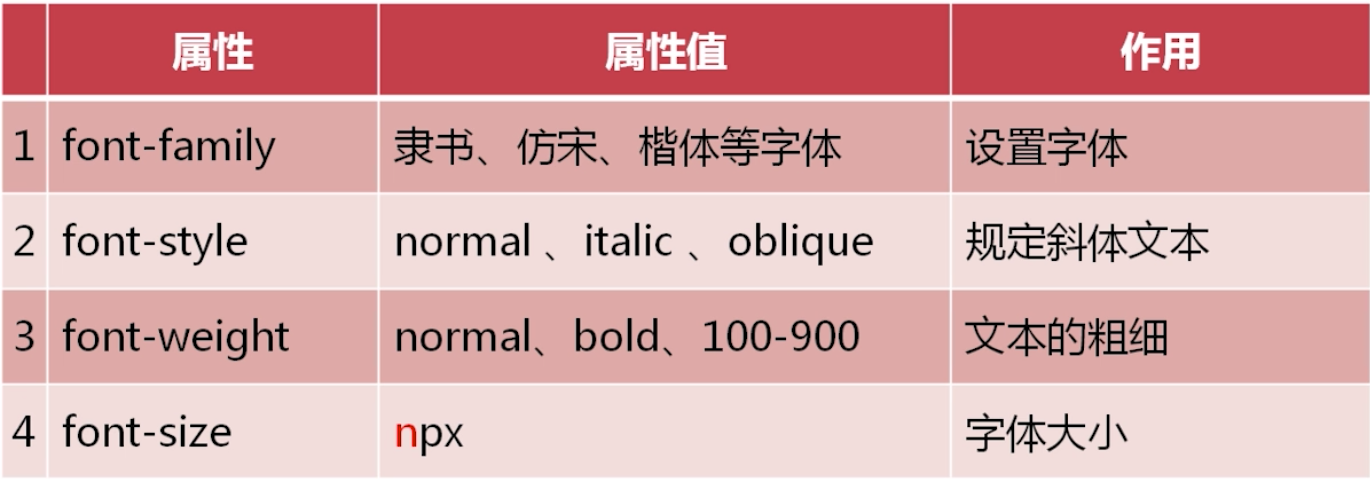 属性 属性值 作用
1 font-family 隶书、仿宋、楷体等字体 设置字体
2 font-style normal 、italic 、oblique 规定斜体文本
3 font-weight normal、bold、100-900 文本的粗细
4 font-size npx 字体大小